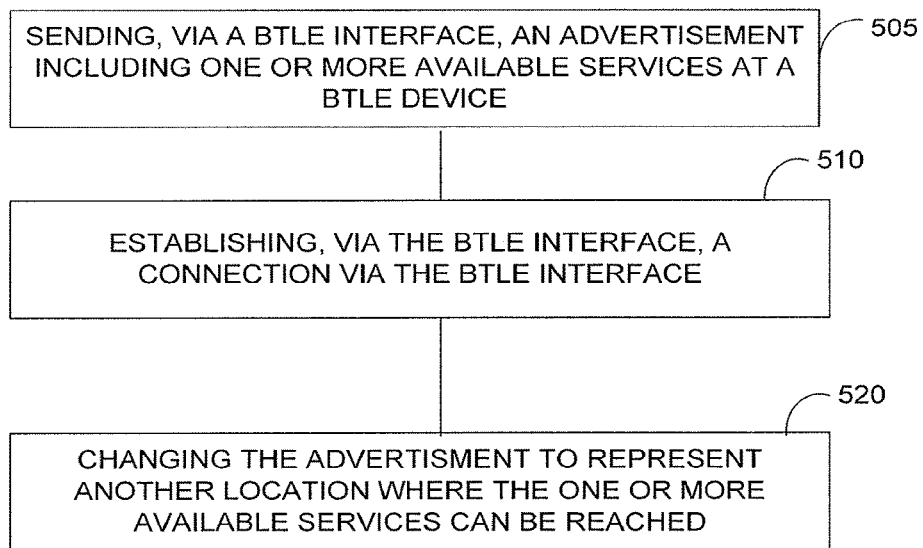 SENDING, VIA A BTLE INTERFACE, AN ADVERTISEMENT
INCLUDING ONE OR MORE AVAILABLE SERVICES AT A
BTLE DEVICE
505
510
ESTABLISHING, VIA THE BTLE INTERFACE, A
CONNECTION VIA THE BTLE INTERFACE
520
CHANGING THE ADVERTISMENT TO REPRESENT
ANOTHER LOCATION WHERE THE ONE OR MORE
AVAILABLE SERVICES CAN BE REACHED